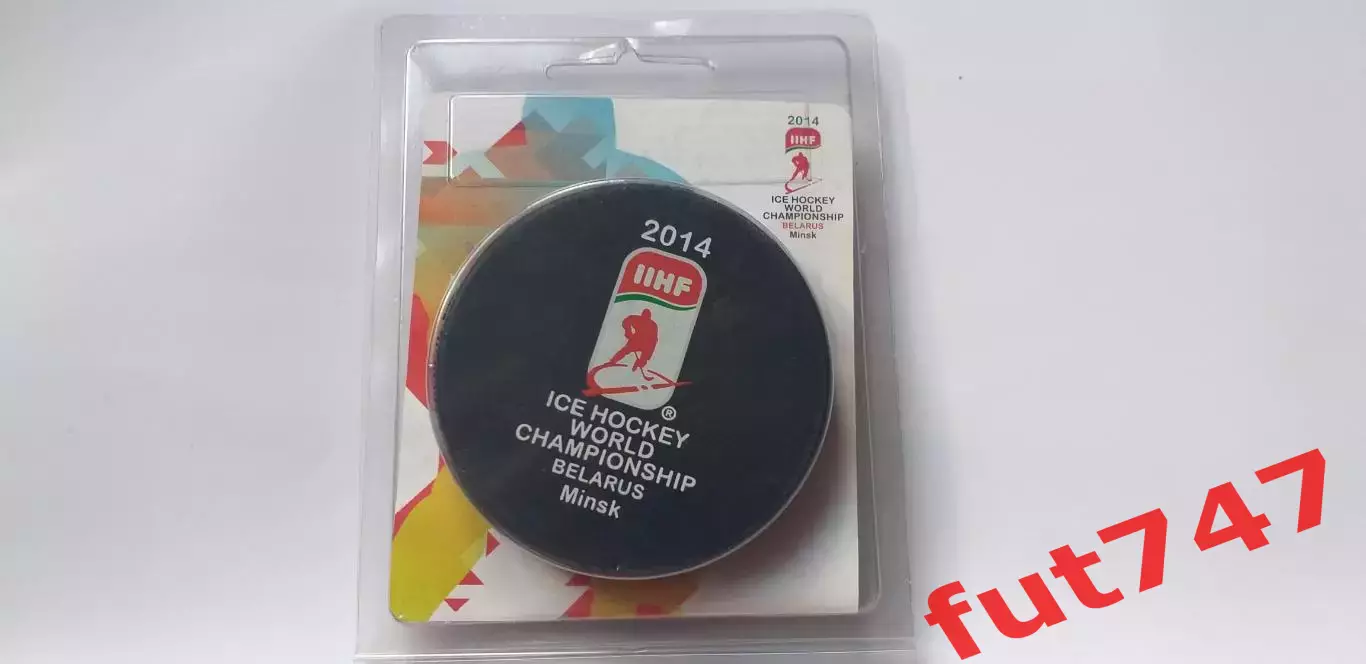 2014
IIHF
ICE HOCKEY
WORLD
CHAMPIONSHIP
BELARUS
Minsk
2014
IIHF
®
ICE HOCKEY
WORLD
CHAMPIONSHIP
BELARUS
Minsk
fut747